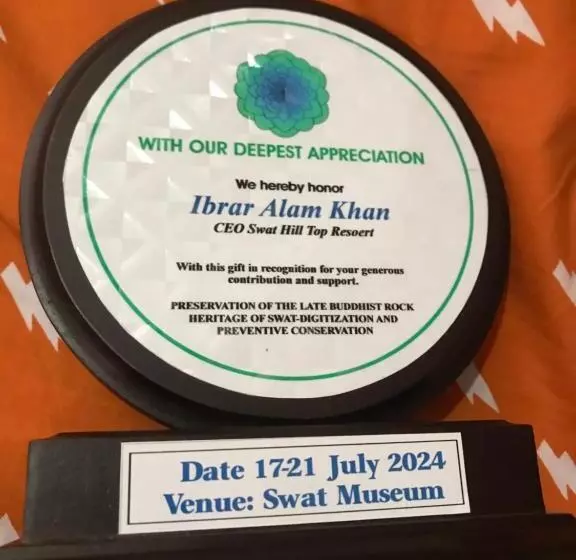 WITH OUR DEEPEST APPRECIATION
We hereby honor
Ibrar Alam Khan
CEO Swat Hill Top Resoert
With this gift in recognition for your generous
contribution and support.
PRESERVATION OF THE LATE BUDDHIST ROCK
HERITAGE OF SWAT-DIGITIZATION AND
PREVENTIVE CONSERVATION
Date 17-21 July 2024
Venue: Swat Museum